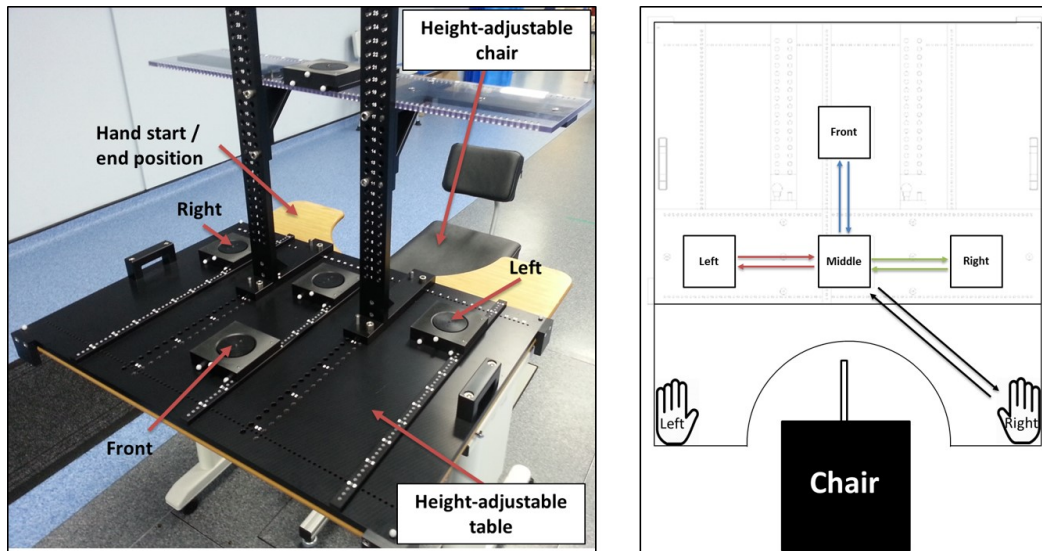 Height-adjustable
chair
Hand start /
end position
Right
Left
Front
Height-adjustable
table
Front
Left
Middle
Right
Left
Right
Chair